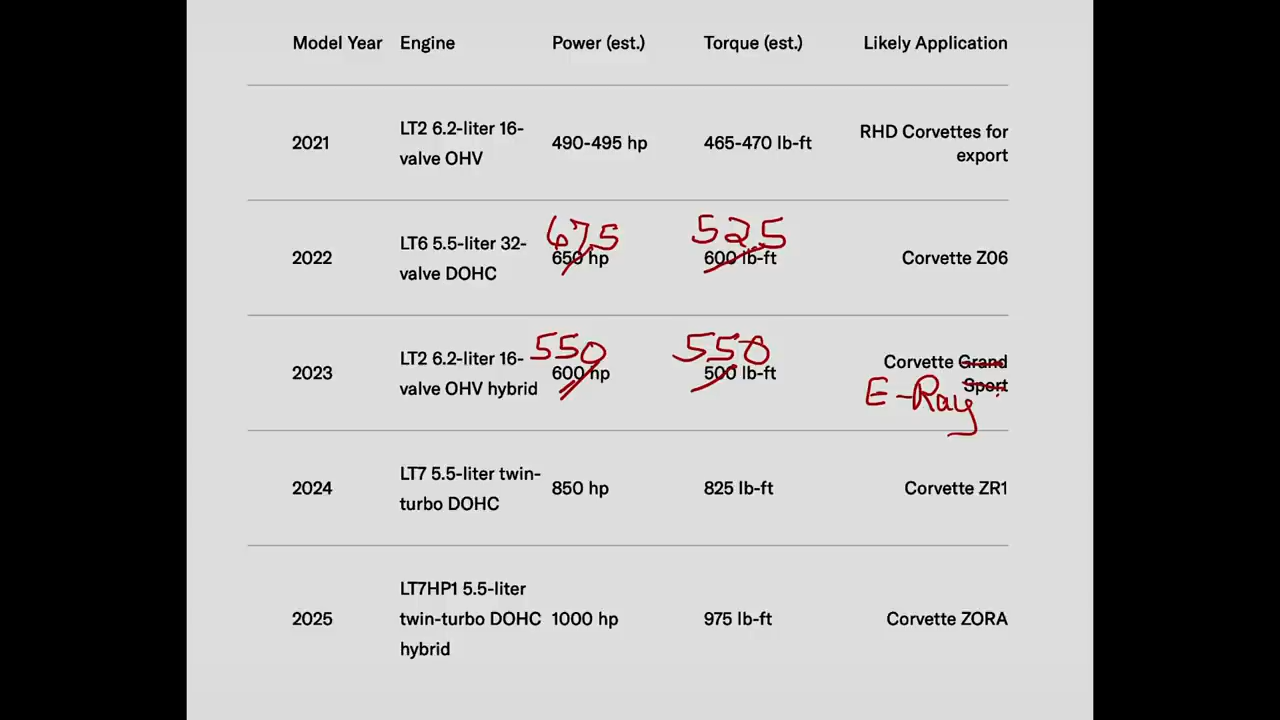 Model Year Engine Power (est.) Torque (est.) Likely Application
LT2 6.2-liter 16-
2021 490-495 hp 465-470 lb-ft RHD Corvettes for
valve OHV export
675 525
LT6 5.5-liter 32-
2022 650 hp 600 lb-ft Corvette Z06
valve DOHC
550 550
LT2 6.2-liter 16- Corvette Grand
2023 600 hp 500 lb-ft Sport
valve OHV hybrid E-Ray
LT7 5.5-liter twin-
2024 850 hp 825 lb-ft Corvette ZR1
turbo DOHC
LT7HP1 5.5-liter
2025 twin-turbo DOHC 1000 hp 975 lb-ft Corvette ZORA
hybrid